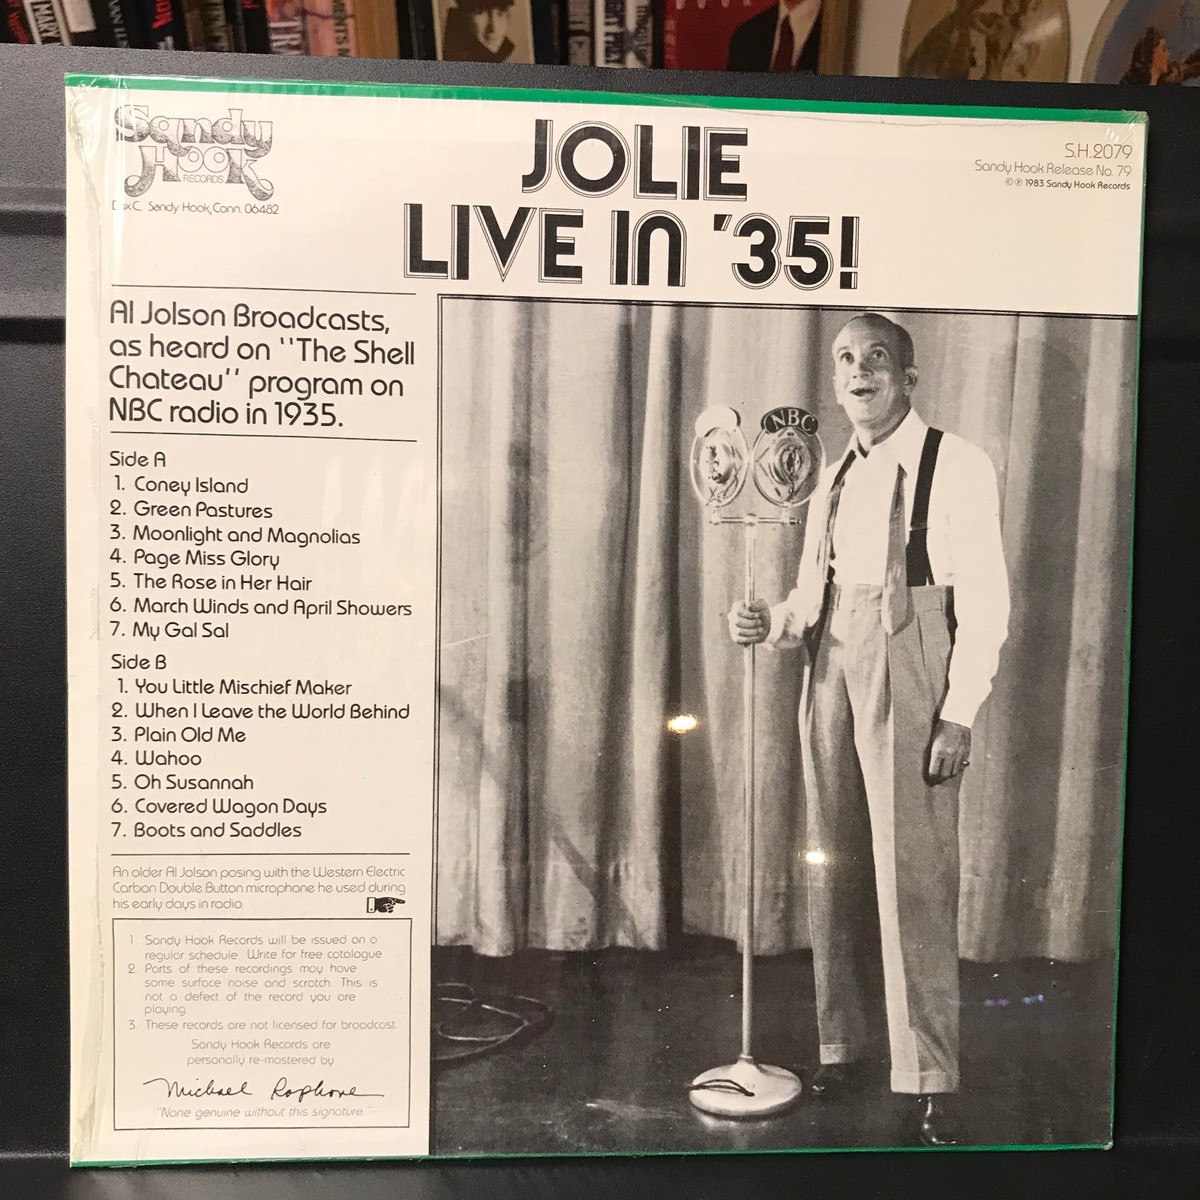 Sandy
Hook
RECORDS
C. Sandy Hook, Conn. 06482
JOLIE
LIVE IN '35!
S.H.2079
Sandy Hook Release No. 79
© ℗ 1983 Sandy Hook Records
Al Jolson Broadcasts,
as heard on "The Shell
Chateau" program on
NBC radio in 1935.
Side A
1. Coney Island
2. Green Pastures
3. Moonlight and Magnolias
4. Page Miss Glory
5. The Rose in Her Hair
6. March Winds and April Showers
7. My Gal Sal
Side B
1. You Little Mischief Maker
2. When I Leave the World Behind
3. Plain Old Me
4. Wahoo
5. Oh Susannah
6. Covered Wagon Days
7. Boots and Saddles
An older Al Jolson posing with the Western Electric
Carbon Double Button microphone he used during
his early days in radio.
1. Sandy Hook Records will be issued on a
regular schedule. Write for free catalogue
2. Parts of these recordings may have
some surface noise and scratch. This is
not a defect of the record you are
playing.
3. These records are not licensed for broadcast.
Sandy Hook Records are
personally re-mastered by
Michael Rophone
"None genuine without this signature."
NBC
MARY